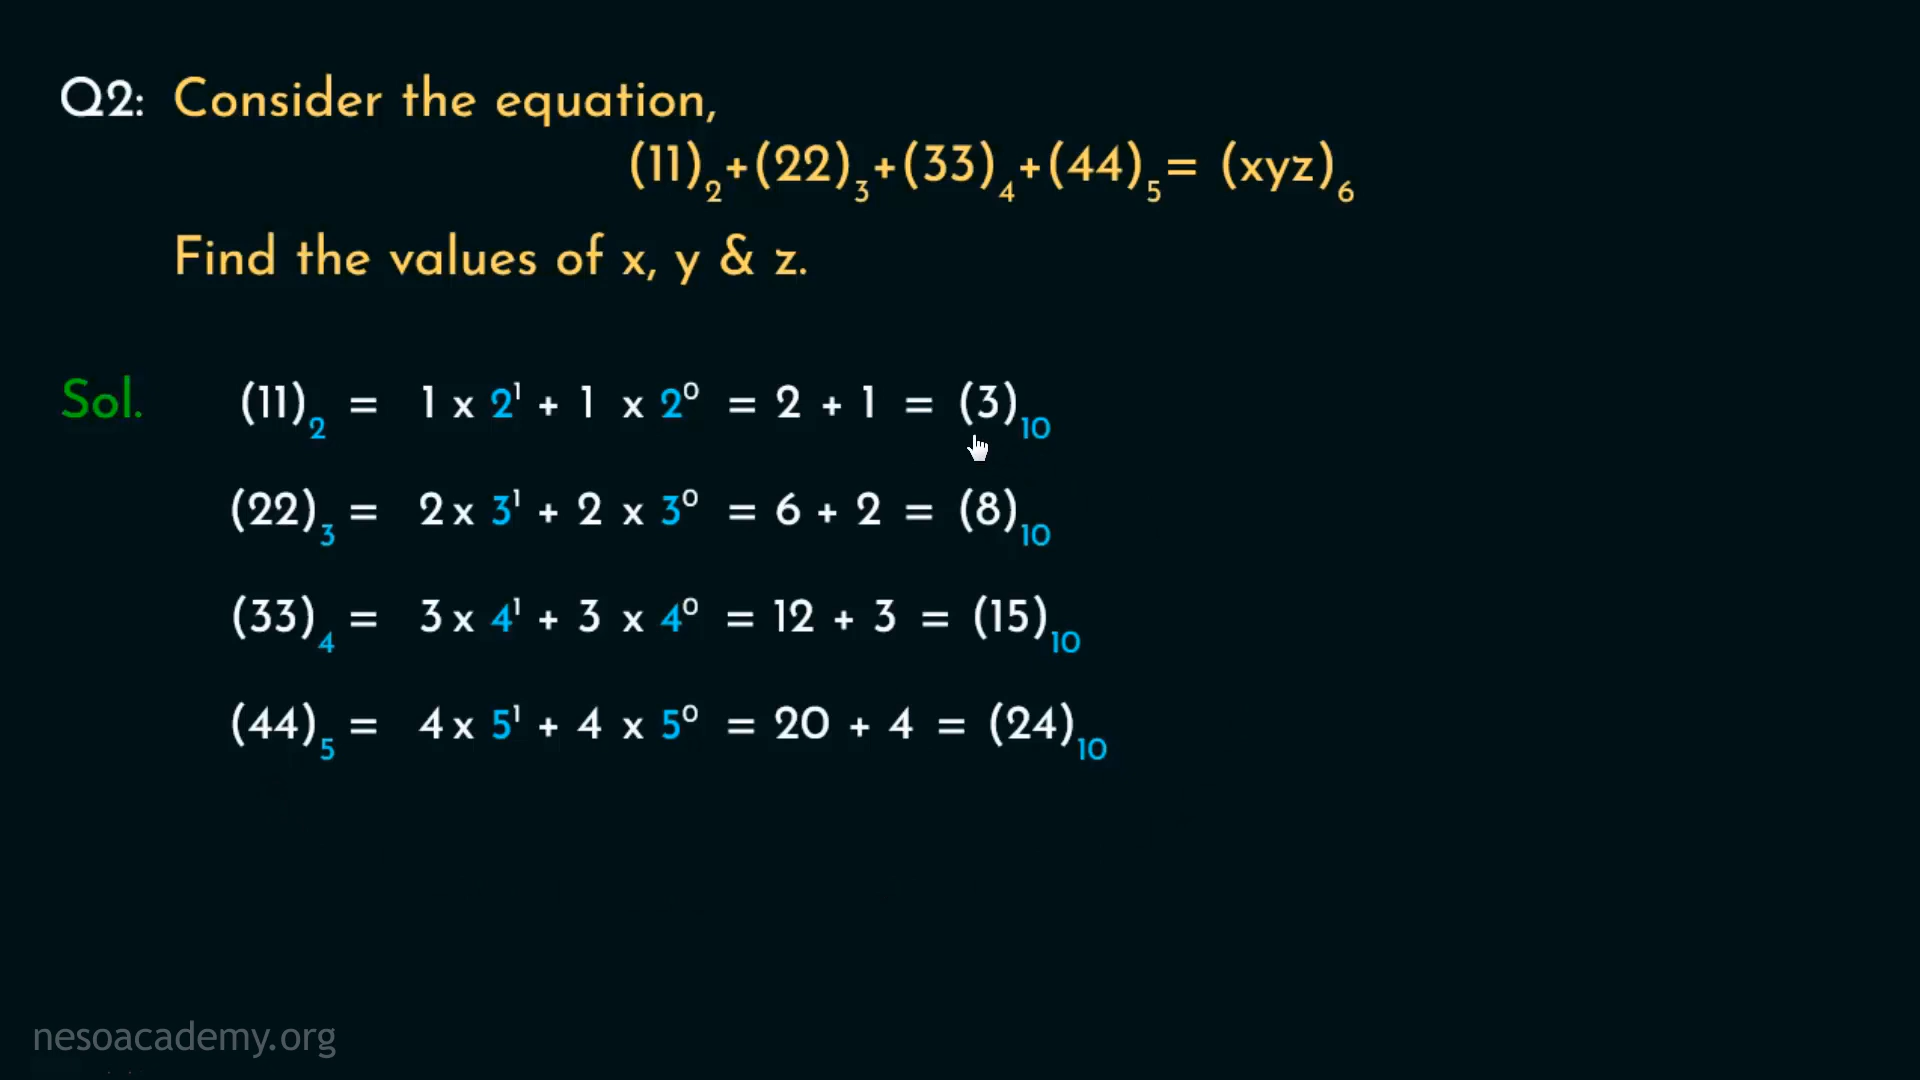 Q2: Consider the equation,
(11)₂+(22)₃+(33)₄+(44)₅= (xyz)₆
Find the values of x, y & z.
Sol. (11)₂ = 1 x 2¹ + 1 x 2⁰ = 2 + 1 = (3)₁₀
(22)₃ = 2 x 3¹ + 2 x 3⁰ = 6 + 2 = (8)₁₀
(33)₄ = 3 x 4¹ + 3 x 4⁰ = 12 + 3 = (15)₁₀
(44)₅ = 4 x 5¹ + 4 x 5⁰ = 20 + 4 = (24)₁₀
nesoacademy.org